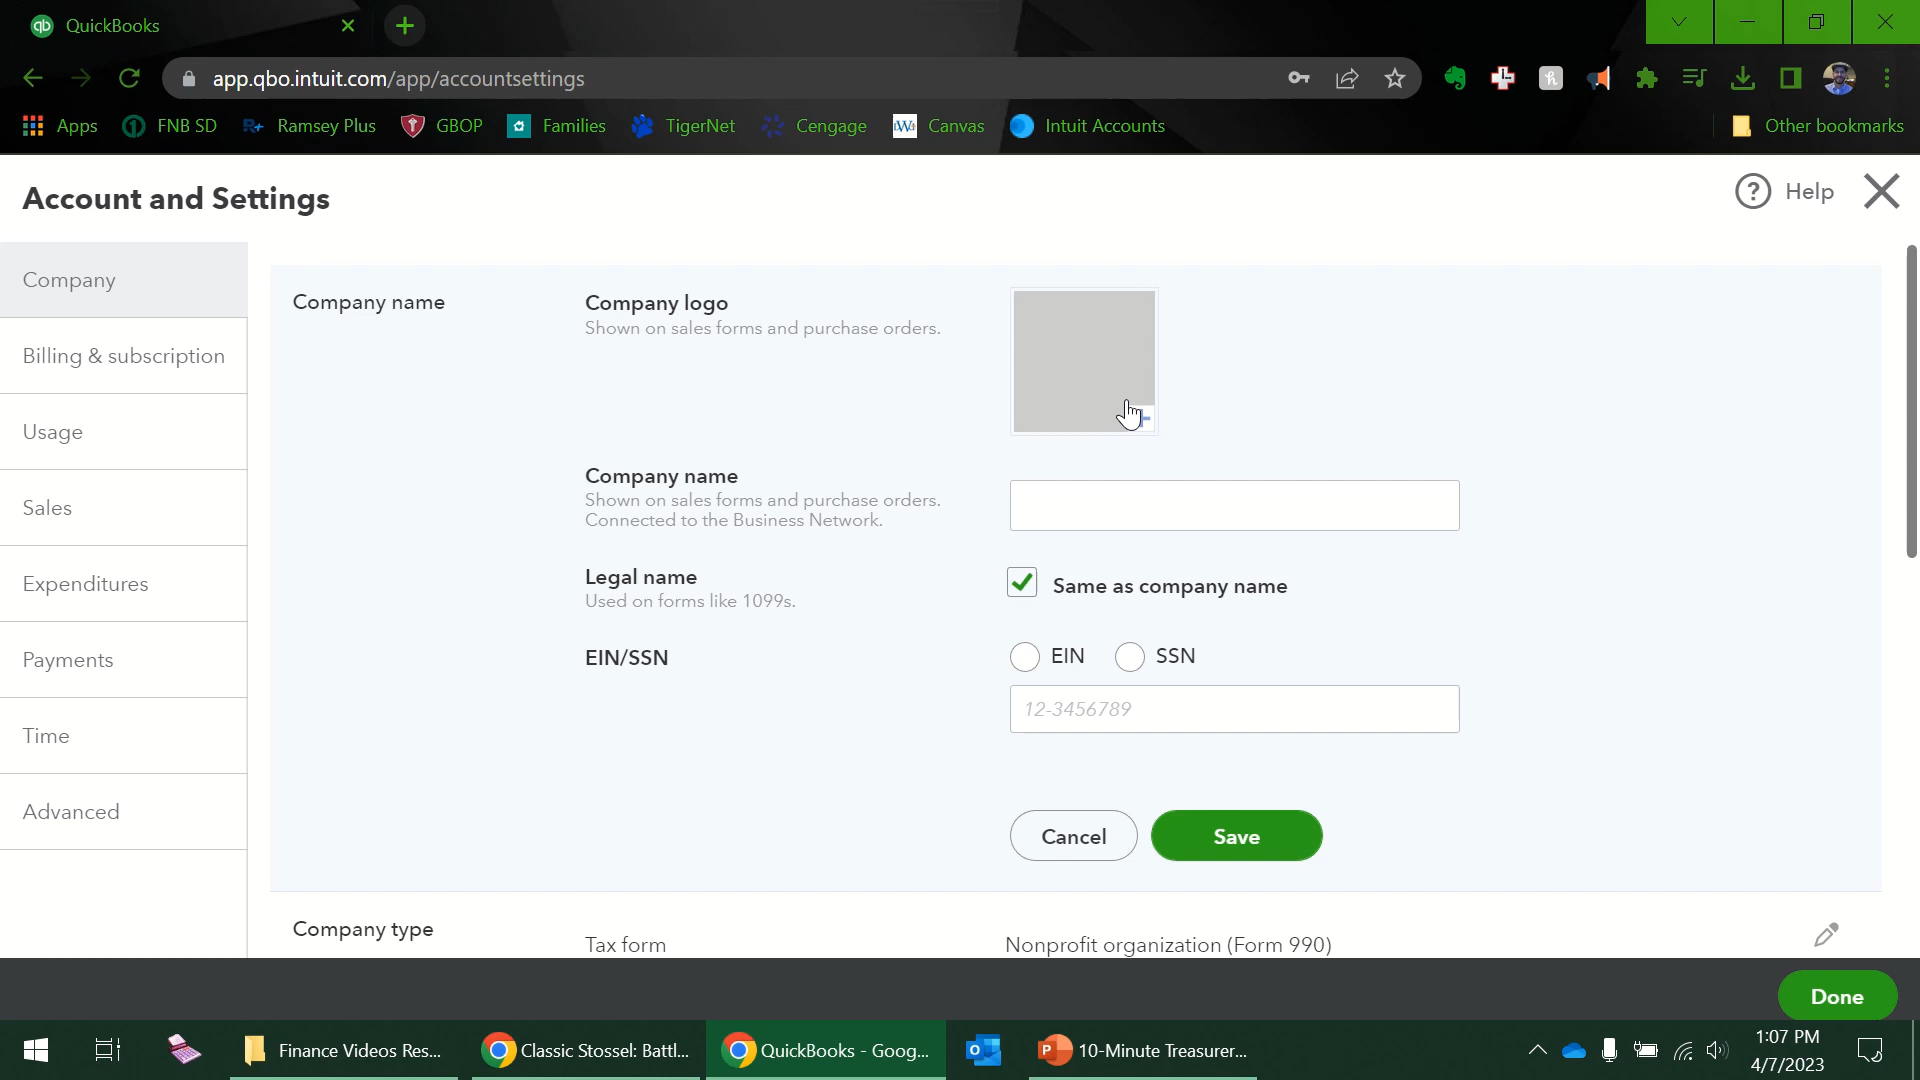 QuickBooks
app.qbo.intuit.com/app/accountsettings
Apps FNB SD Ramsey Plus GBOP Families TigerNet Cengage Canvas Intuit Accounts Other bookmarks
Account and Settings
Help
Company
Billing & subscription
Usage
Sales
Expenditures
Payments
Time
Advanced
Company name
Company logo
Shown on sales forms and purchase orders.
Company name
Shown on sales forms and purchase orders.
Connected to the Business Network.
Legal name
Used on forms like 1099s.
Same as company name
EIN/SSN
EIN SSN
12-3456789
Cancel Save
Company type
Tax form
Nonprofit organization (Form 990)
Done
Finance Videos Res... Classic Stossel: Battl... QuickBooks - Goog... 10-Minute Treasurer...
1:07 PM
4/7/2023